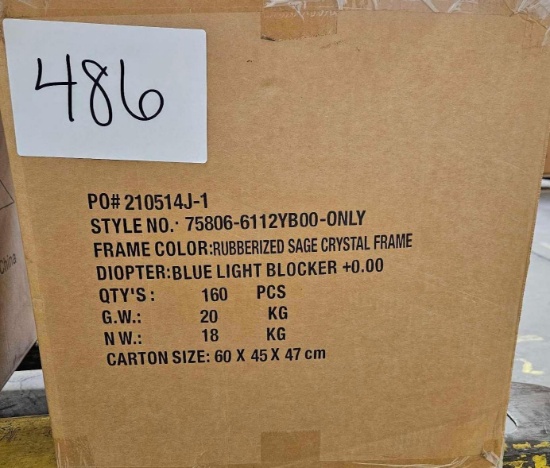 486
PO# 210514J-1
STYLE NO.· 75806-6112YB00-ONLY
FRAME COLOR:RUBBERIZED SAGE CRYSTAL FRAME
DIOPTER:BLUE LIGHT BLOCKER +0.00
QTY'S : 160 PCS
G.W.: 20 KG
N W.: 18 KG
CARTON SIZE: 60 X 45 X 47 cm
China